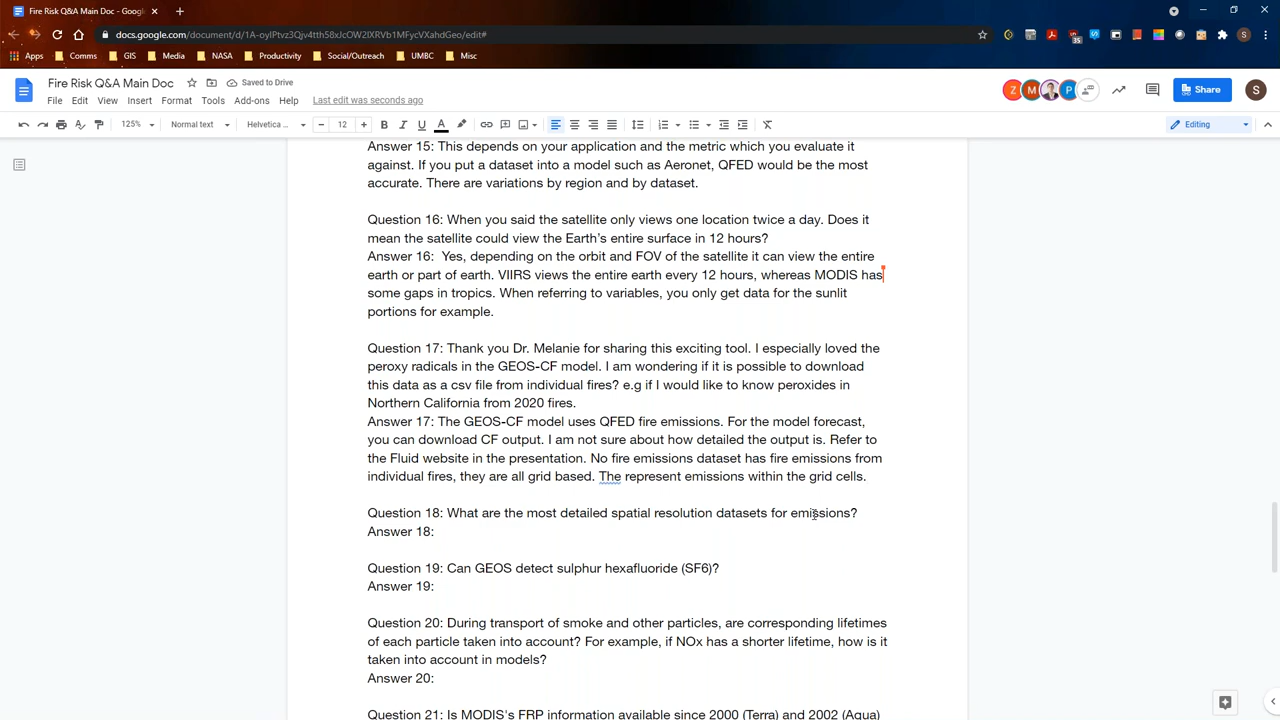 Fire Risk Q&A Main Doc - Google
docs.google.com/document/d/1A-oyIPtvz3Qjv4tth58xJcOW2IXRVb1MFycVXahdGeo/edit#
Apps Comms GIS Media NASA Productivity Social/Outreach UMBC Misc
Fire Risk Q&A Main Doc Saved to Drive
File Edit View Insert Format Tools Add-ons Help Last edit was seconds ago
Z M P Share S
125% Normal text Helvetica ... 12 Editing
Answer 15: This depends on your application and the metric which you evaluate it
against. If you put a dataset into a model such as Aeronet, QFED would be the most
accurate. There are variations by region and by dataset.
Question 16: When you said the satellite only views one location twice a day. Does it
mean the satellite could view the Earth's entire surface in 12 hours?
Answer 16: Yes, depending on the orbit and FOV of the satellite it can view the entire
earth or part of earth. VIIRS views the entire earth every 12 hours, whereas MODIS has
some gaps in tropics. When referring to variables, you only get data for the sunlit
portions for example.
Question 17: Thank you Dr. Melanie for sharing this exciting tool. I especially loved the
peroxy radicals in the GEOS-CF model. I am wondering if it is possible to download
this data as a csv file from individual fires? e.g if I would like to know peroxides in
Northern California from 2020 fires.
Answer 17: The GEOS-CF model uses QFED fire emissions. For the model forecast,
you can download CF output. I am not sure about how detailed the output is. Refer to
the Fluid website in the presentation. No fire emissions dataset has fire emissions from
individual fires, they are all grid based. The represent emissions within the grid cells.
Question 18: What are the most detailed spatial resolution datasets for emissions?
Answer 18:
Question 19: Can GEOS detect sulphur hexafluoride (SF6)?
Answer 19:
Question 20: During transport of smoke and other particles, are corresponding lifetimes
of each particle taken into account? For example, if NOx has a shorter lifetime, how is it
taken into account in models?
Answer 20:
Question 21: Is MODIS's FRP information available since 2000 (Terra) and 2002 (Aqua)